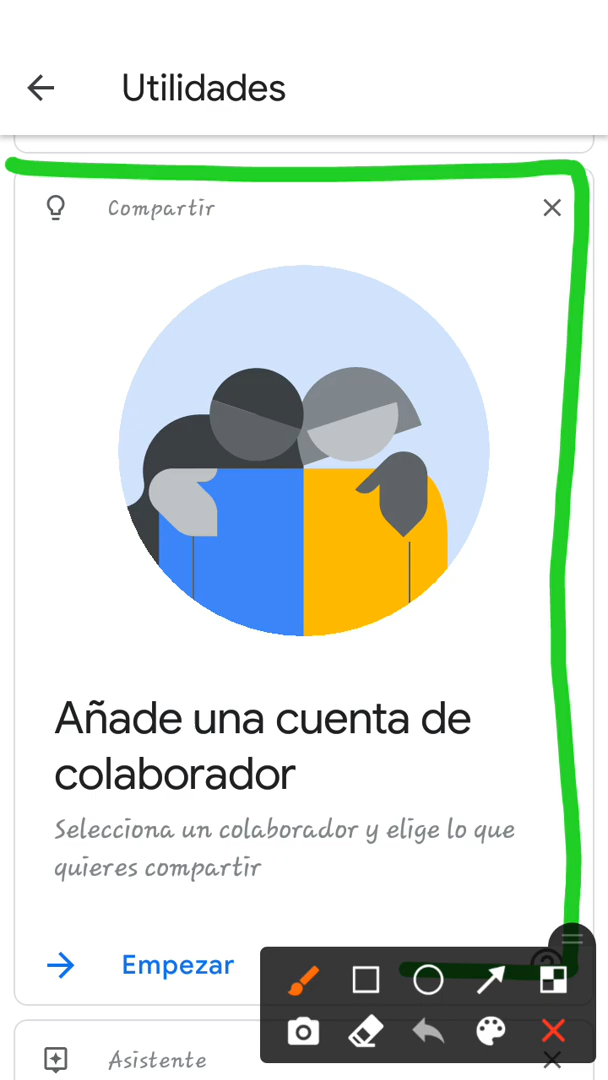 Utilidades
Compartir
Añade una cuenta de
colaborador
Selecciona un colaborador y elige lo que
quieres compartir
Empezar
Asistente